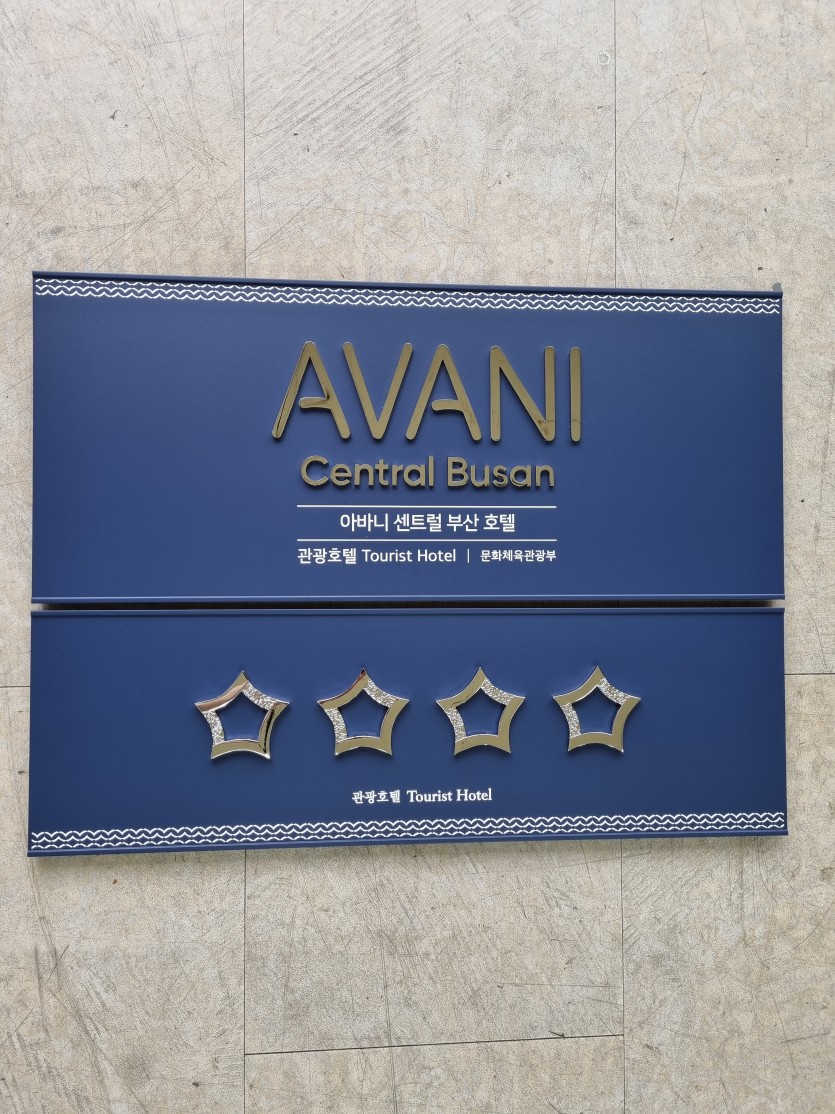 AVANI
Central Busan
아바니 센트럴 부산 호텔
관광호텔 Tourist Hotel | 문화체육관광부
관광호텔 Tourist Hotel